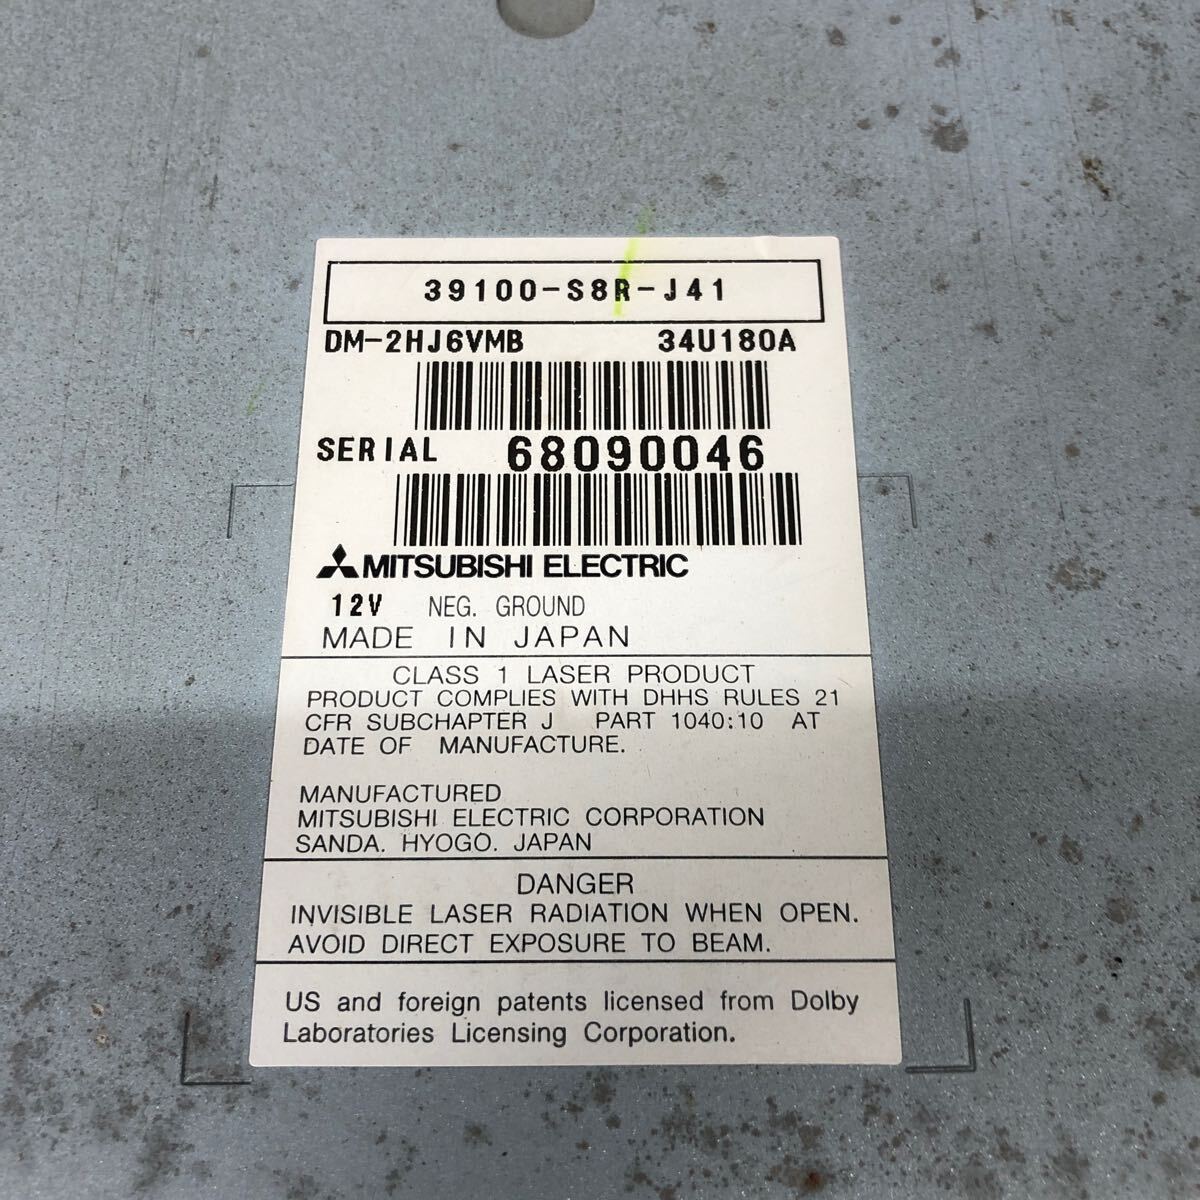 39100-S8R-J41
DM-2HJ6VMB 34U180A
SERIAL 68090046
MITSUBISHI ELECTRIC
12V NEG. GROUND
MADE IN JAPAN
CLASS 1 LASER PRODUCT
PRODUCT COMPLIES WITH DHHS RULES 21
CFR SUBCHAPTER J PART 1040:10 AT
DATE OF MANUFACTURE.
MANUFACTURED
MITSUBISHI ELECTRIC CORPORATION
SANDA. HYOGO. JAPAN
DANGER
INVISIBLE LASER RADIATION WHEN OPEN.
AVOID DIRECT EXPOSURE TO BEAM.
US and foreign patents licensed from Dolby
Laboratories Licensing Corporation.